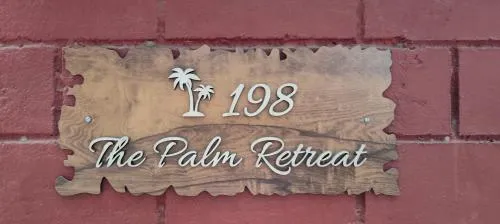 198
The Palm Retreat